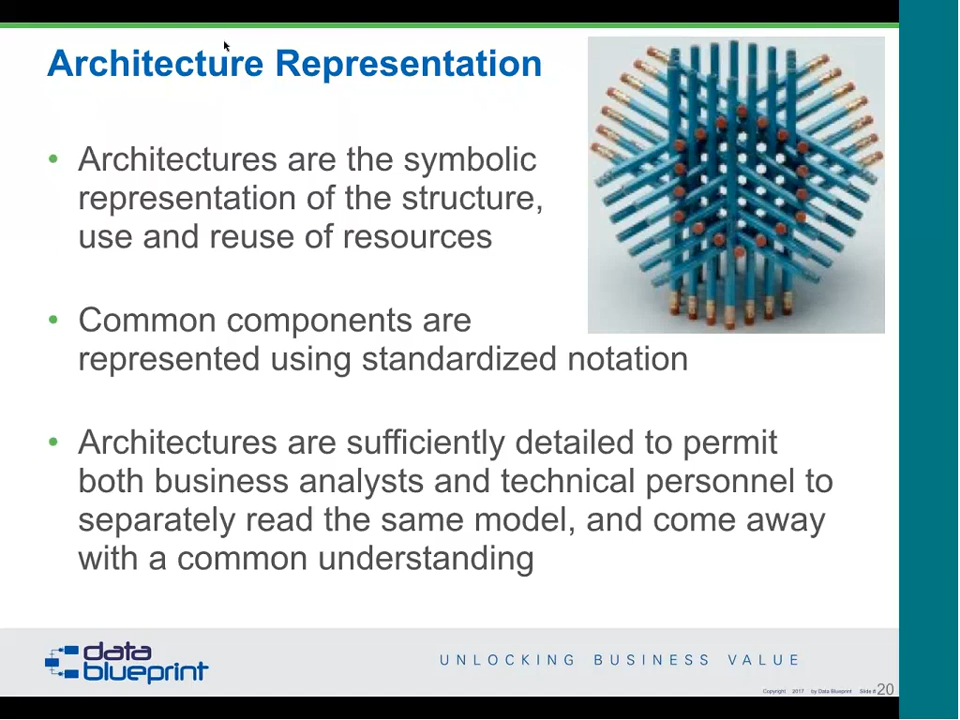 Architecture Representation
• Architectures are the symbolic
representation of the structure,
use and reuse of resources
• Common components are
represented using standardized notation
• Architectures are sufficiently detailed to permit
both business analysts and technical personnel to
separately read the same model, and come away
with a common understanding
data
blueprint
UNLOCKING BUSINESS VALUE
Copyright 2017 by Data Blueprint Slide # 20